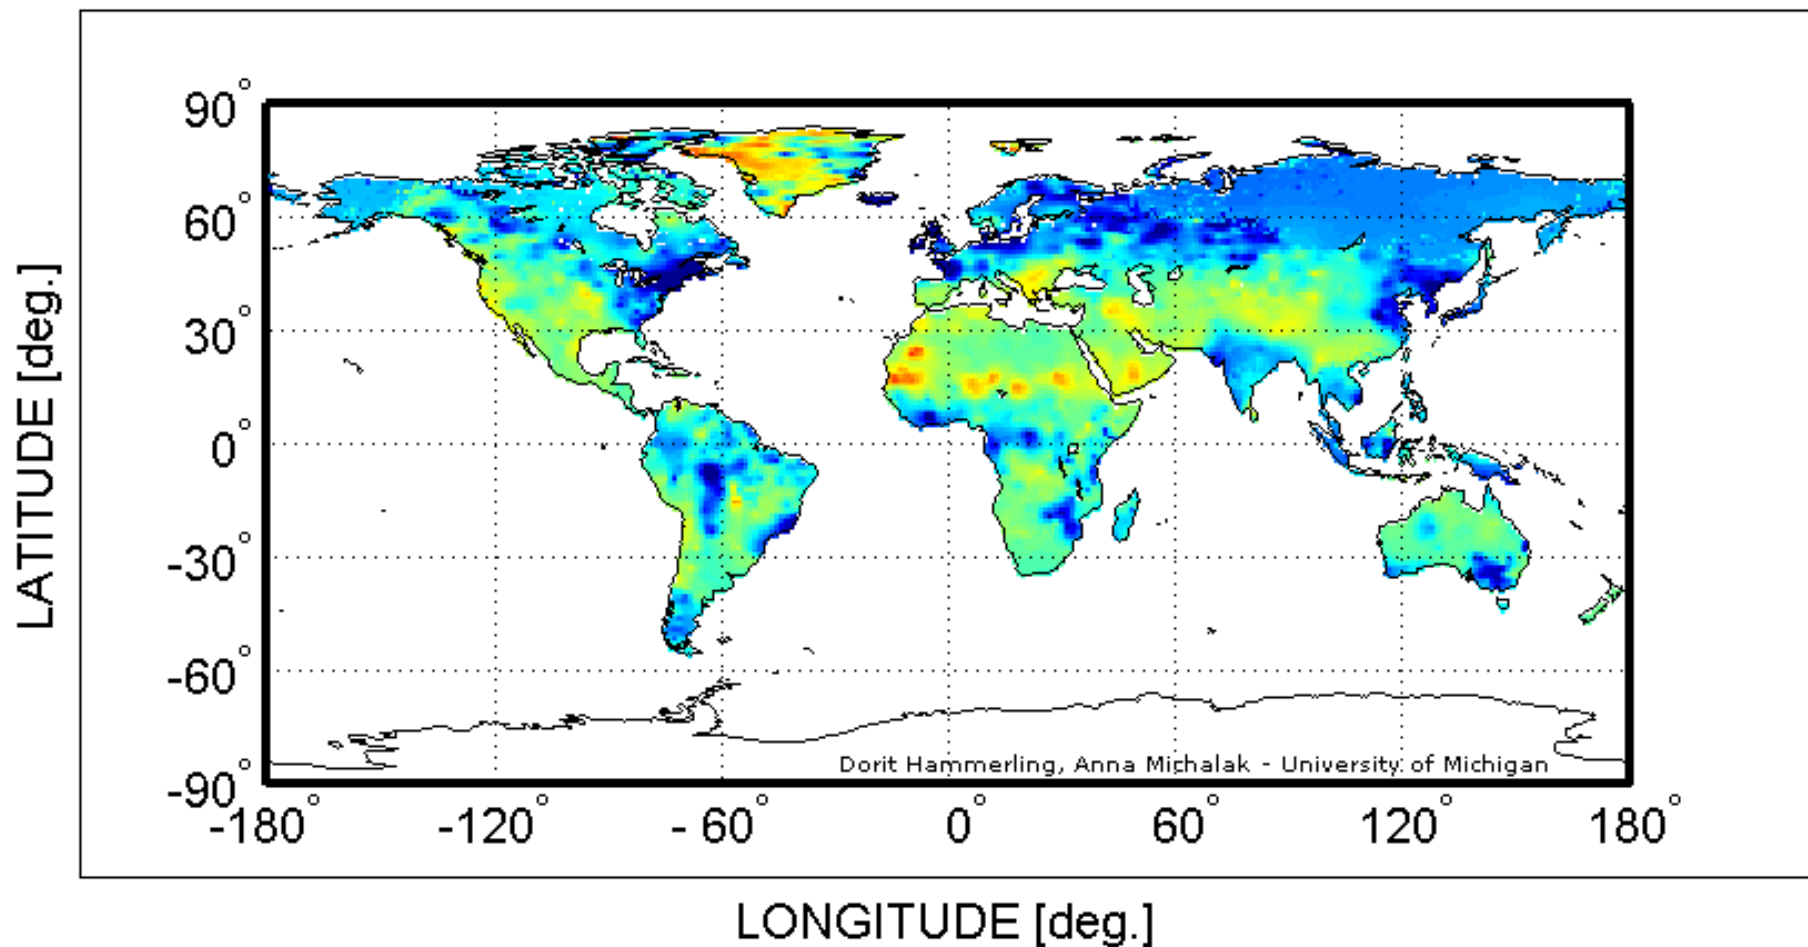 LATITUDE [deg.]
90°
60°
30°
0°
-30°
-60°
-90°
Dorit Hammerling, Anna Michalak - University of Michigan
-180° -120° - 60° 0° 60° 120° 180°
LONGITUDE [deg.]